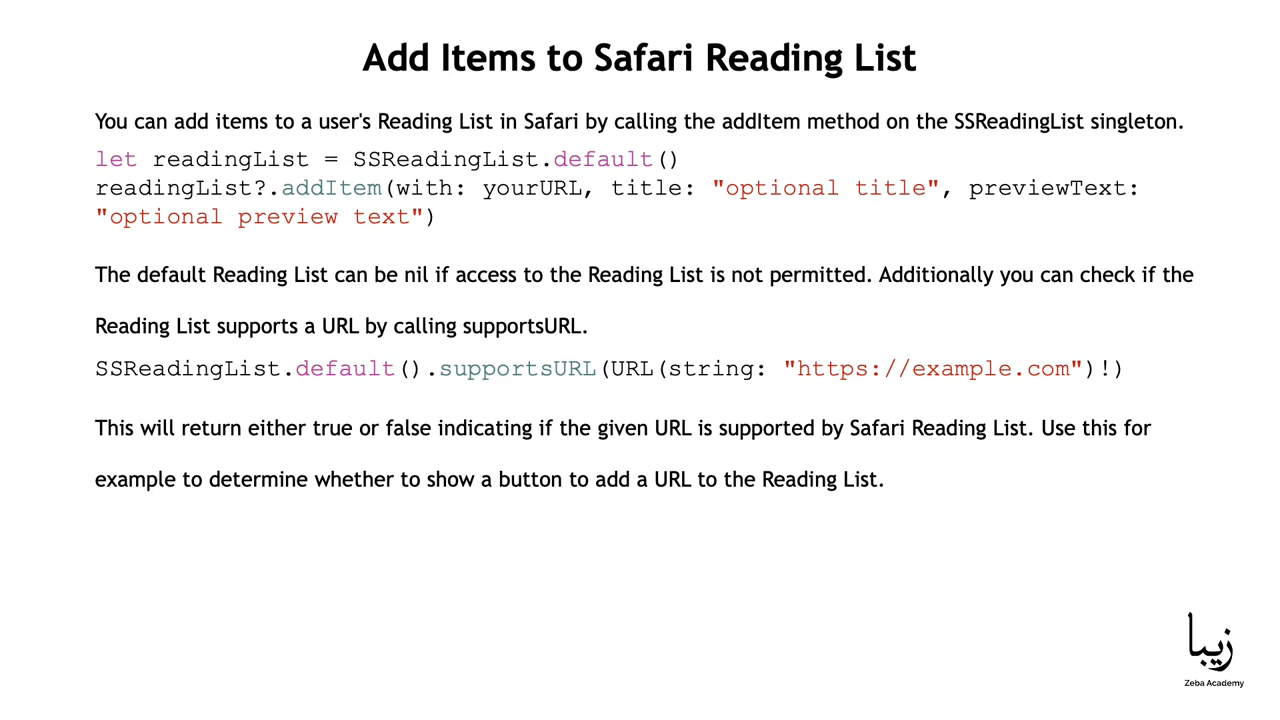 Add Items to Safari Reading List
You can add items to a user's Reading List in Safari by calling the addItem method on the SSReadingList singleton.
let readingList = SSReadingList.default()
readingList?.addItem(with: yourURL, title: "optional title", previewText:
"optional preview text")
The default Reading List can be nil if access to the Reading List is not permitted. Additionally you can check if the
Reading List supports a URL by calling supportsURL.
SSReadingList.default().supportsURL(URL(string: "https://example.com")!)
This will return either true or false indicating if the given URL is supported by Safari Reading List. Use this for
example to determine whether to show a button to add a URL to the Reading List.
زیبا
Zeba Academy